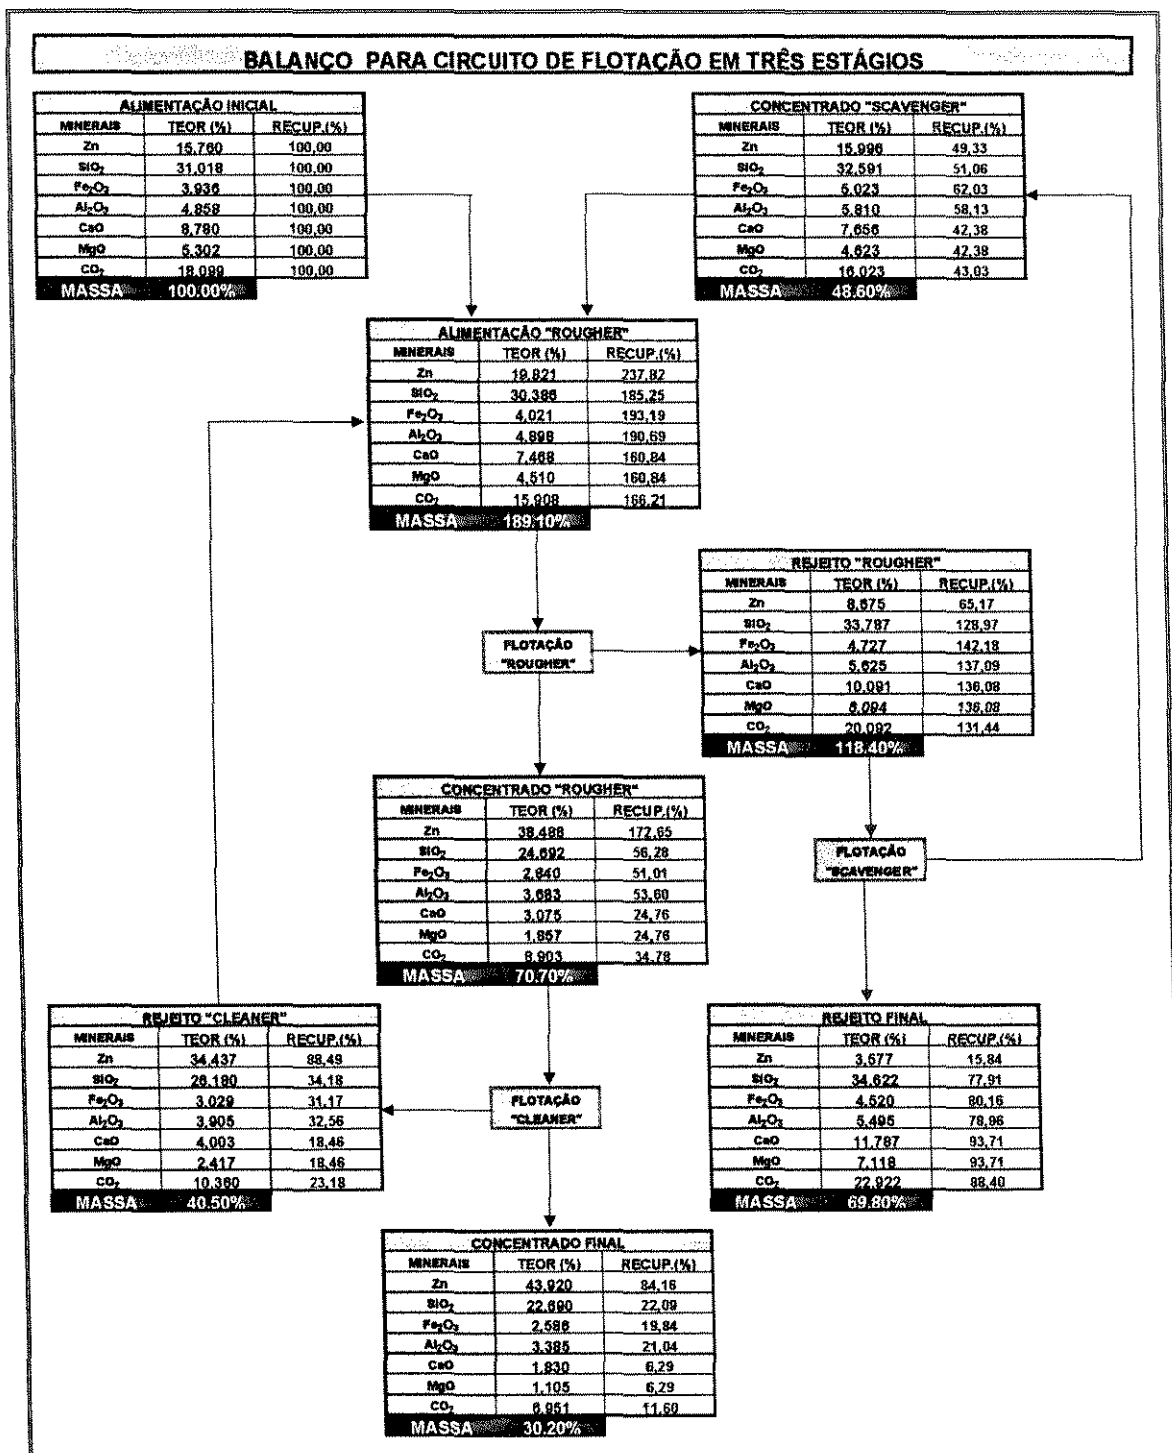 BALANÇO PARA CIRCUITO DE FLOTAÇÃO EM TRÊS ESTÁGIOS
ALIMENTAÇÃO INICIAL
MINERAIS TEOR (%) RECUP.(%)
Zn 15,760 100,00
SiO₂ 31,018 100,00
Fe₂O₃ 3,936 100,00
Al₂O₃ 4,858 100,00
CaO 8,780 100,00
MgO 5,302 100,00
CO₂ 18,099 100,00
MASSA 100.00%
CONCENTRADO "SCAVENGER"
MINERAIS TEOR (%) RECUP.(%)
Zn 15,996 49,33
SiO₂ 32,591 51,06
Fe₂O₃ 5,023 62,03
Al₂O₃ 5,810 58,13
CaO 7,656 42,38
MgO 4,623 42,38
CO₂ 16,023 43,03
MASSA 48.60%
ALIMENTAÇÃO "ROUGHER"
MINERAIS TEOR (%) RECUP.(%)
Zn 19,821 237,82
SiO₂ 30,386 185,25
Fe₂O₃ 4,021 193,19
Al₂O₃ 4,898 190,69
CaO 7,468 160,84
MgO 4,510 160,84
CO₂ 15,908 166,21
MASSA 189.10%
REJEITO "ROUGHER"
MINERAIS TEOR (%) RECUP.(%)
Zn 8,675 65,17
SiO₂ 33,787 128,97
Fe₂O₃ 4,727 142,18
Al₂O₃ 5,625 137,09
CaO 10,091 136,08
MgO 6,094 136,08
CO₂ 20,092 131,44
MASSA 118.40%
FLOTAÇÃO
"ROUGHER"
CONCENTRADO "ROUGHER"
MINERAIS TEOR (%) RECUP.(%)
Zn 38,488 172,65
SiO₂ 24,692 56,28
Fe₂O₃ 2,840 51,01
Al₂O₃ 3,683 53,60
CaO 3,075 24,76
MgO 1,857 24,76
CO₂ 8,903 34,78
MASSA 70.70%
FLOTAÇÃO
"SCAVENGER"
REJEITO "CLEANER"
MINERAIS TEOR (%) RECUP.(%)
Zn 34,437 88,49
SiO₂ 26,180 34,18
Fe₂O₃ 3,029 31,17
Al₂O₃ 3,905 32,56
CaO 4,003 18,46
MgO 2,417 18,46
CO₂ 10,360 23,18
MASSA 40.50%
FLOTAÇÃO
"CLEANER"
REJEITO FINAL
MINERAIS TEOR (%) RECUP.(%)
Zn 3,577 15,84
SiO₂ 34,622 77,91
Fe₂O₃ 4,520 80,16
Al₂O₃ 5,495 78,96
CaO 11,787 93,71
MgO 7,118 93,71
CO₂ 22,922 88,40
MASSA 69.80%
CONCENTRADO FINAL
MINERAIS TEOR (%) RECUP.(%)
Zn 43,920 84,16
SiO₂ 22,690 22,09
Fe₂O₃ 2,586 19,84
Al₂O₃ 3,385 21,04
CaO 1,830 6,29
MgO 1,105 6,29
CO₂ 6,951 11,60
MASSA 30.20%